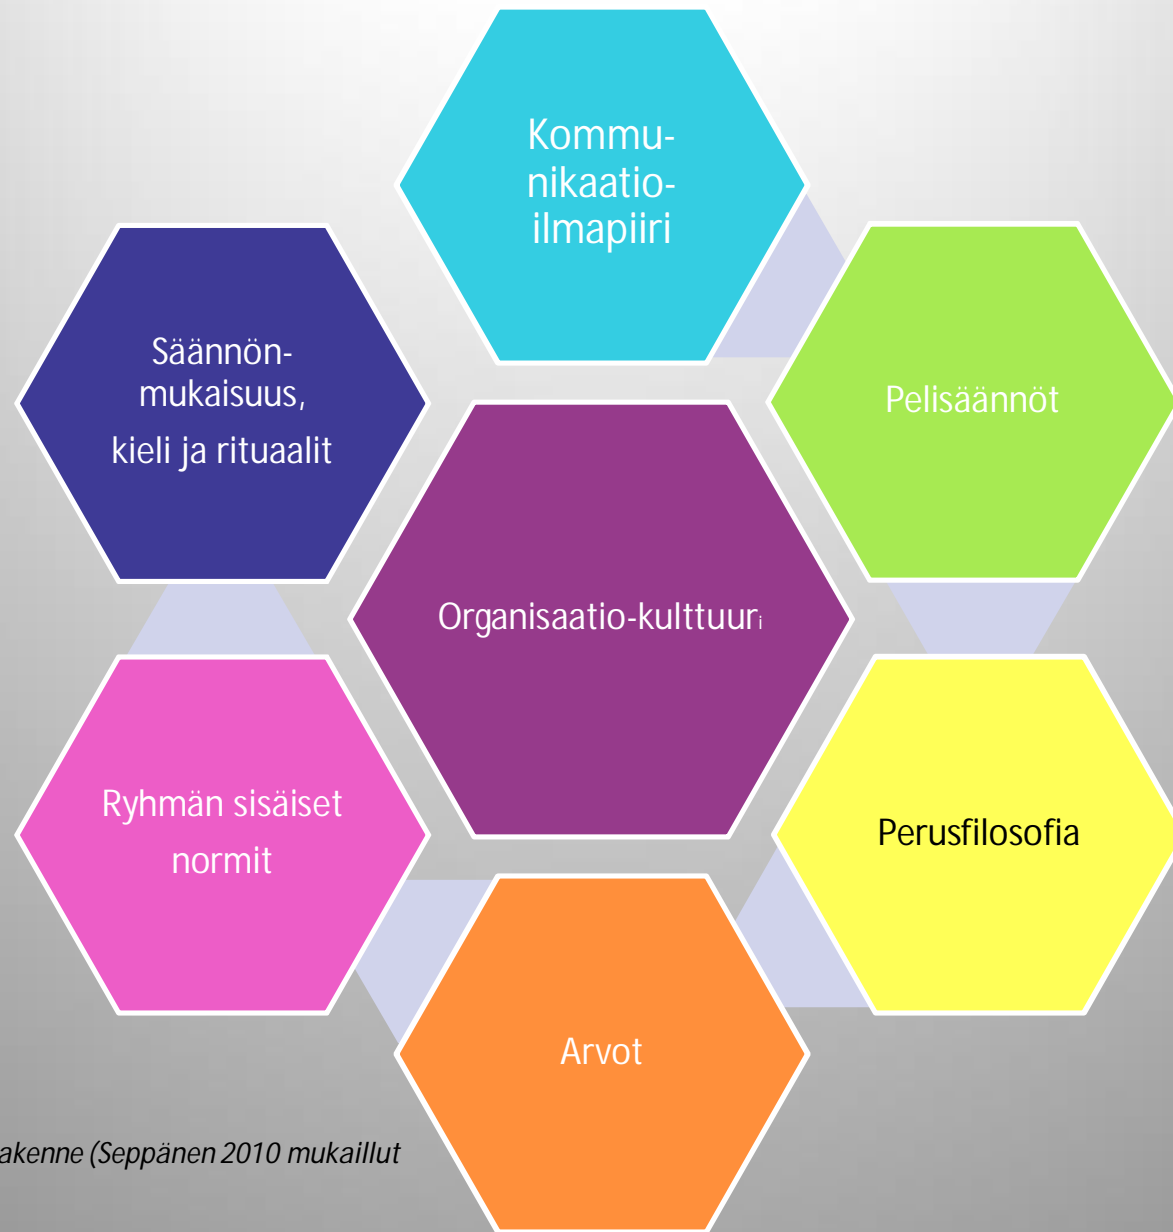 Kommu-
nikaatio-
ilmapiiri
Säännön-
mukaisuus,
kieli ja rituaalit
Pelisäännöt
Organisaatio-kulttuuri
Ryhmän sisäiset
normit
Perusfilosofia
Arvot
akenne (Seppänen 2010 mukaillut